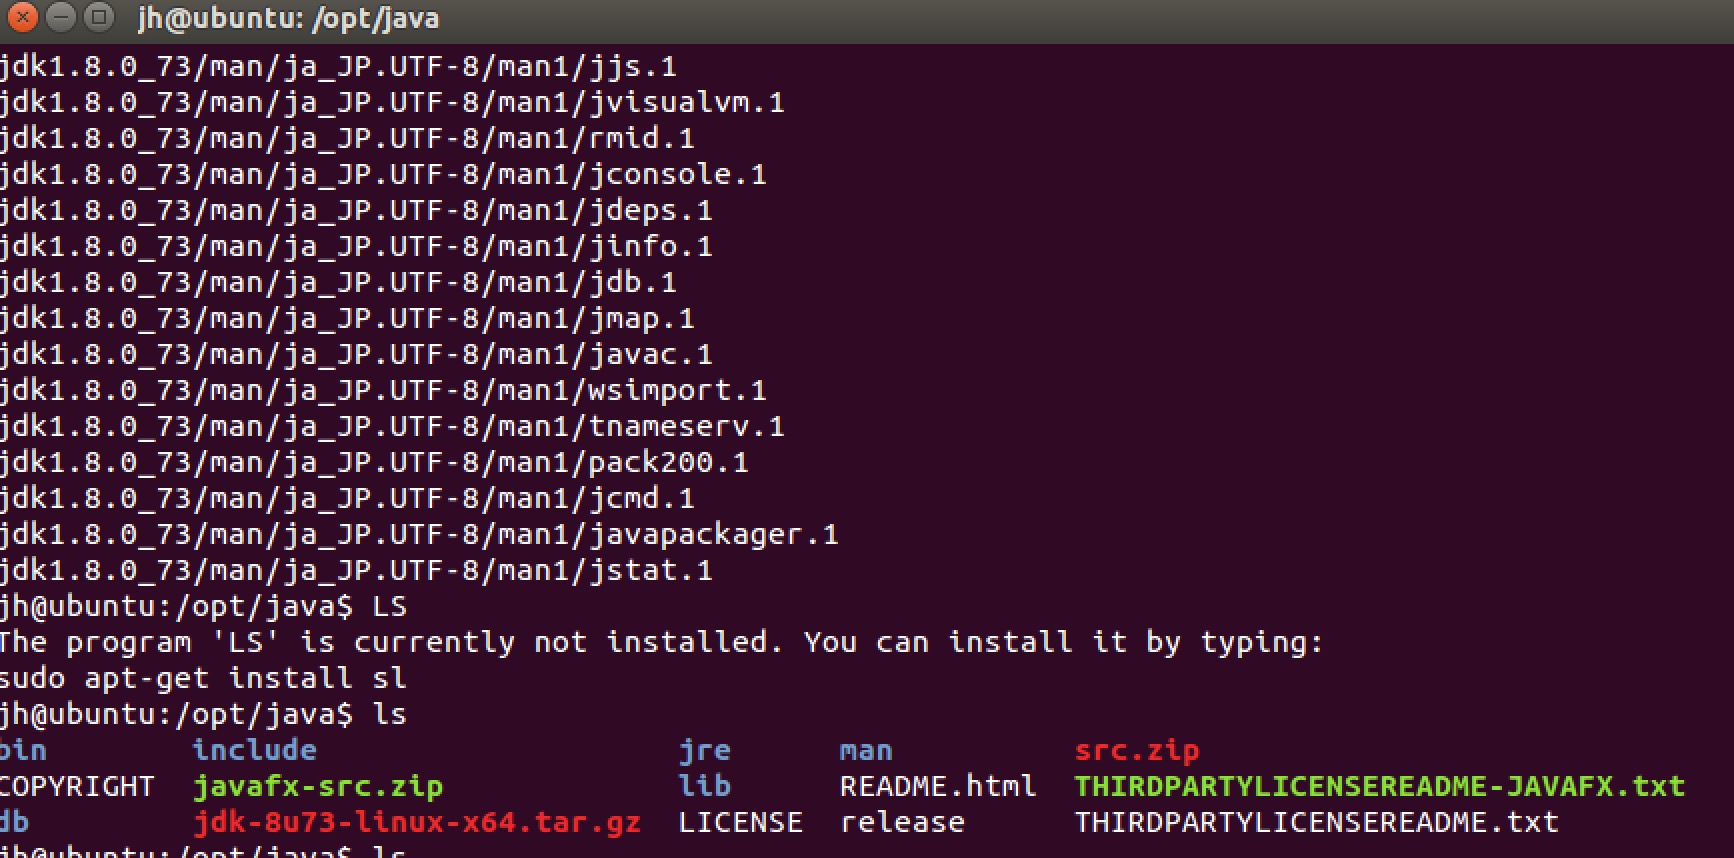 jh@ubuntu: /opt/java
jdk1.8.0_73/man/ja_JP.UTF-8/man1/jjs.1
jdk1.8.0_73/man/ja_JP.UTF-8/man1/jvisualvm.1
jdk1.8.0_73/man/ja_JP.UTF-8/man1/rmid.1
jdk1.8.0_73/man/ja_JP.UTF-8/man1/jconsole.1
jdk1.8.0_73/man/ja_JP.UTF-8/man1/jdeps.1
jdk1.8.0_73/man/ja_JP.UTF-8/man1/jinfo.1
jdk1.8.0_73/man/ja_JP.UTF-8/man1/jdb.1
jdk1.8.0_73/man/ja_JP.UTF-8/man1/jmap.1
jdk1.8.0_73/man/ja_JP.UTF-8/man1/javac.1
jdk1.8.0_73/man/ja_JP.UTF-8/man1/wsimport.1
jdk1.8.0_73/man/ja_JP.UTF-8/man1/tnameserv.1
jdk1.8.0_73/man/ja_JP.UTF-8/man1/pack200.1
jdk1.8.0_73/man/ja_JP.UTF-8/man1/jcmd.1
jdk1.8.0_73/man/ja_JP.UTF-8/man1/javapackager.1
jdk1.8.0_73/man/ja_JP.UTF-8/man1/jstat.1
jh@ubuntu:/opt/java$ LS
The program 'LS' is currently not installed. You can install it by typing:
sudo apt-get install sl
jh@ubuntu:/opt/java$ ls
bin include jre man src.zip
COPYRIGHT javafx-src.zip lib README.html THIRDPARTYLICENSEREADME-JAVAFX.txt
db jdk-8u73-linux-x64.tar.gz LICENSE release THIRDPARTYLICENSEREADME.txt
jh@ubuntu:/opt/java$ ls